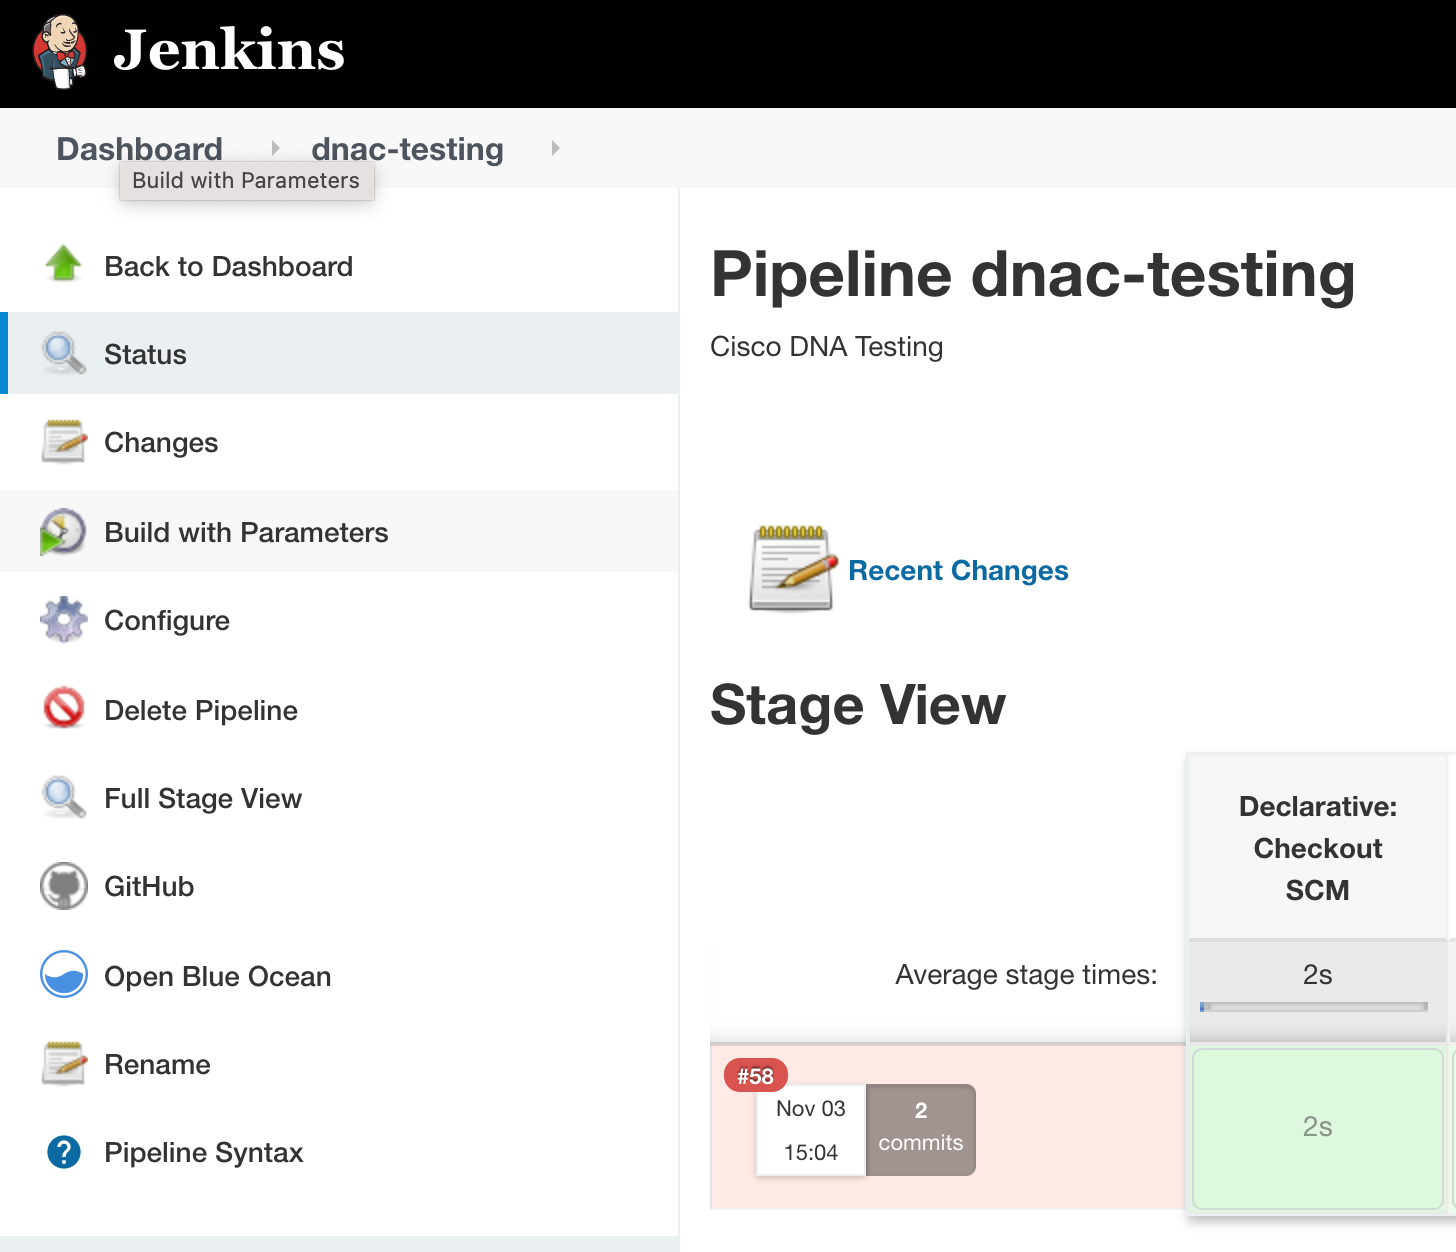 Jenkins
Dashboard
dnac-testing
Build with Parameters
Back to Dashboard
Status
Changes
Build with Parameters
Configure
Delete Pipeline
Full Stage View
GitHub
Open Blue Ocean
Rename
Pipeline Syntax
Pipeline dnac-testing
Cisco DNA Testing
Recent Changes
Stage View
Declarative:
Checkout
SCM
Average stage times:
2s
#58
Nov 03
15:04
2
commits
2s